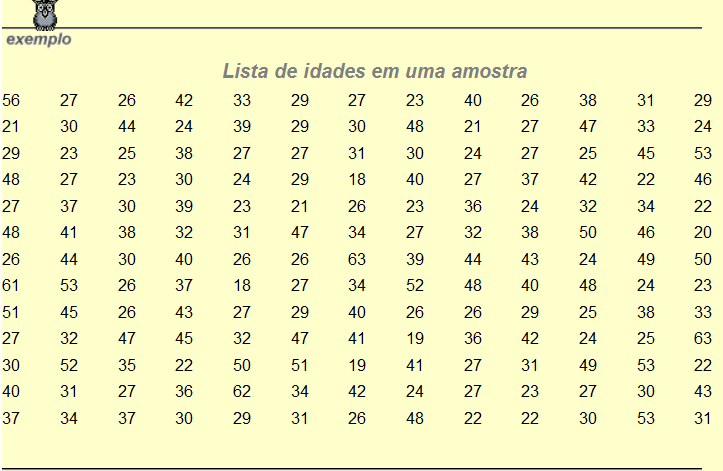 exemplo
Lista de idades em uma amostra
56 27 26 42 33 29 27 23 40 26 38 31 29
21 30 44 24 39 29 30 48 21 27 47 33 24
29 23 25 38 27 27 31 30 24 27 25 45 53
48 27 23 30 24 29 18 40 27 37 42 22 46
27 37 30 39 23 21 26 23 36 24 32 34 22
48 41 38 32 31 47 34 27 32 38 50 46 20
26 44 30 40 26 26 63 39 44 43 24 49 50
61 53 26 37 18 27 34 52 48 40 48 24 23
51 45 26 43 27 29 40 26 26 29 25 38 33
27 32 47 45 32 47 41 19 36 42 24 25 63
30 52 35 22 50 51 19 41 27 31 49 53 22
40 31 27 36 62 34 42 24 27 23 27 30 43
37 34 37 30 29 31 26 48 22 22 30 53 31